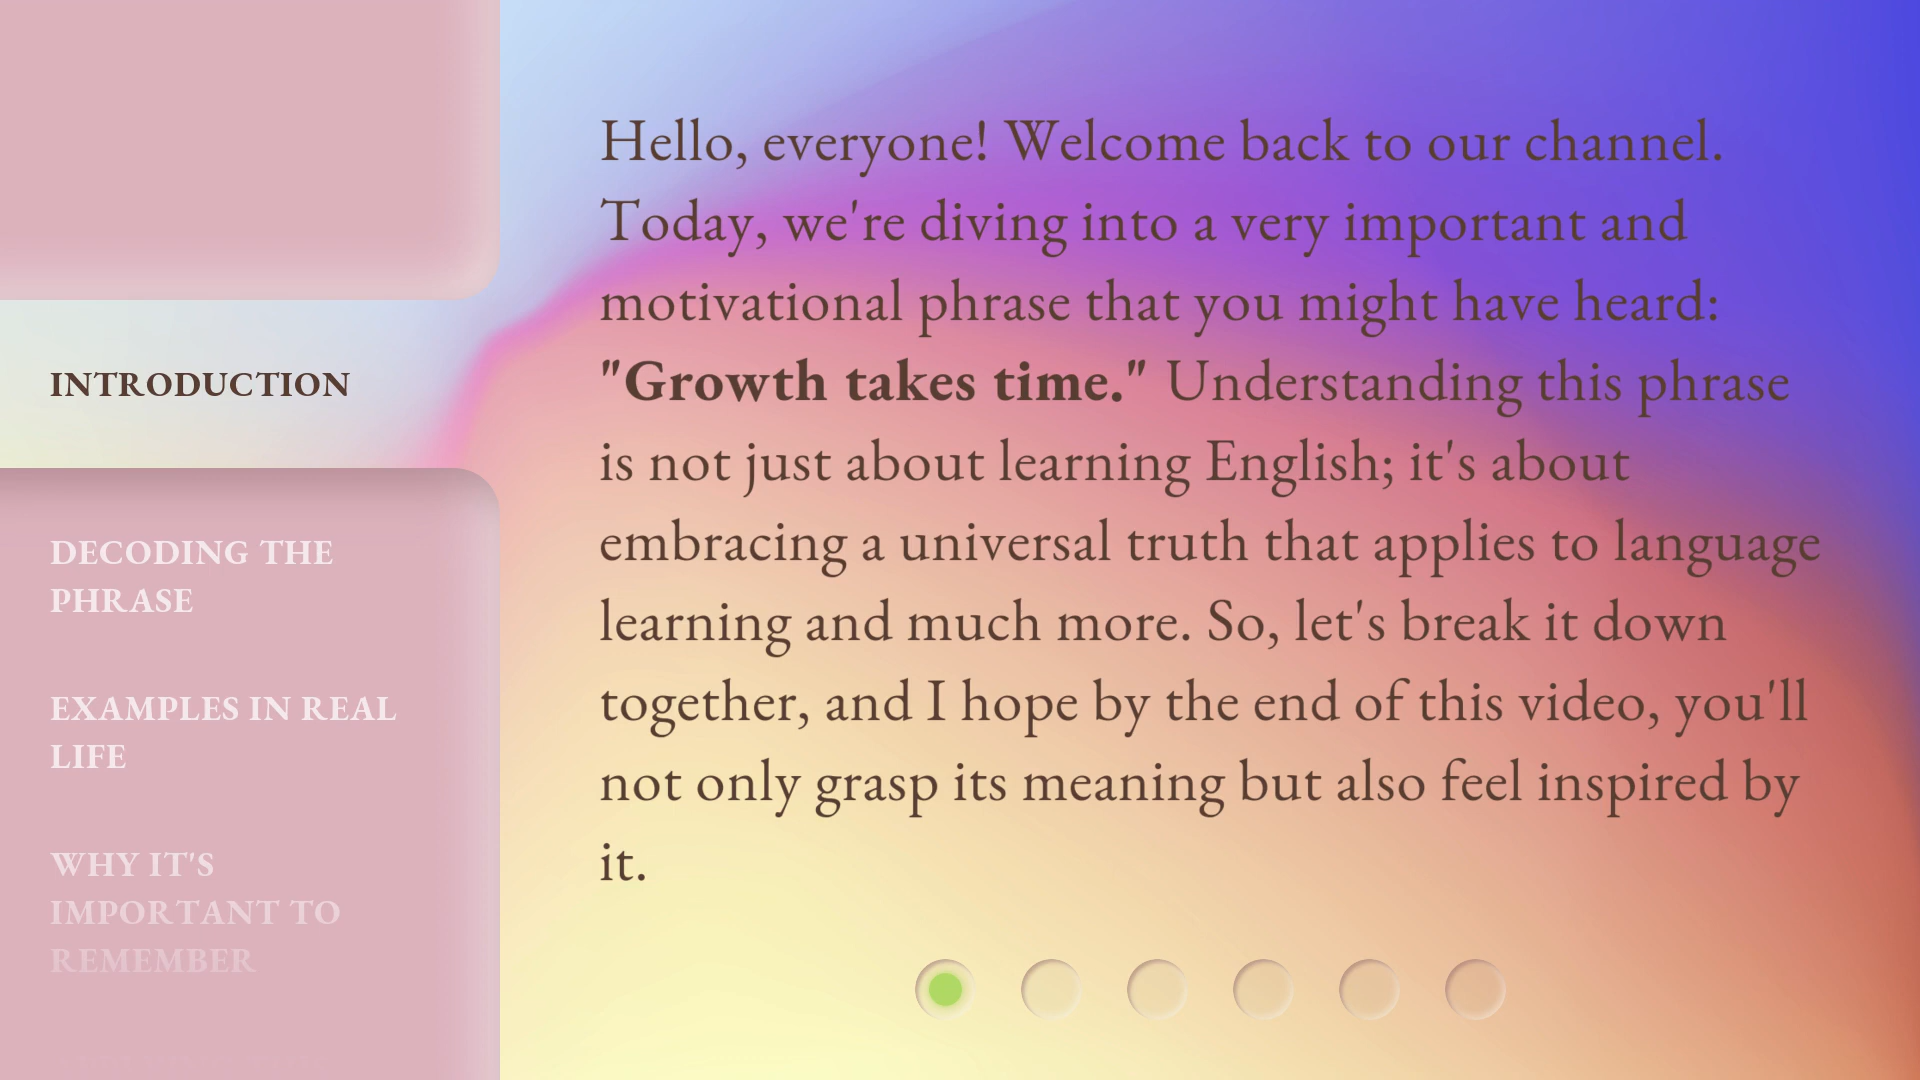 INTRODUCTION
DECODING THE
PHRASE
EXAMPLES IN REAL
LIFE
WHY IT'S
IMPORTANT TO
REMEMBER
Hello, everyone! Welcome back to our channel.
Today, we're diving into a very important and
motivational phrase that you might have heard:
"Growth takes time." Understanding this phrase
is not just about learning English; it's about
embracing a universal truth that applies to language
learning and much more. So, let's break it down
together, and I hope by the end of this video, you'll
not only grasp its meaning but also feel inspired by
it.